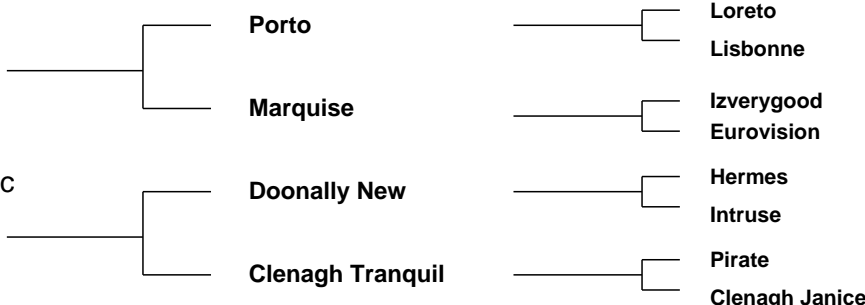 Porto
Loreto
Lisbonne
Marquise
Izverygood
Eurovision
c
Doonally New
Hermes
Intruse
Clenagh Tranquil
Pirate
Clenagh Janice